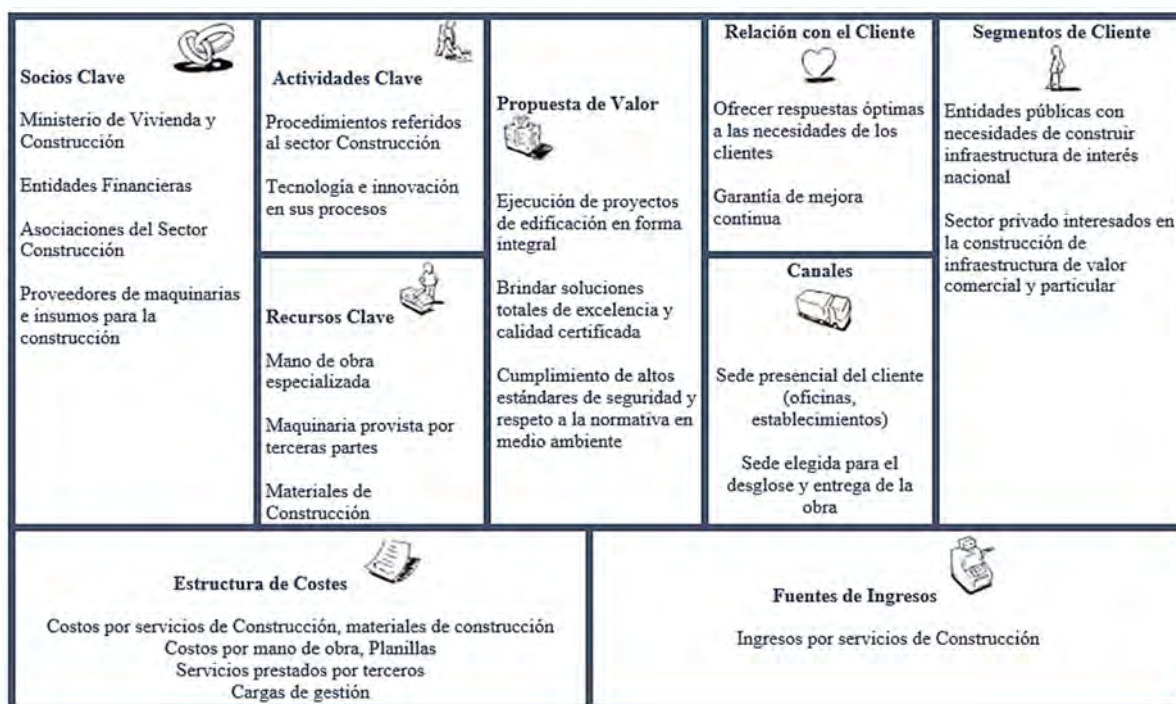 Socios Clave
Ministerio de Vivienda y
Construcción
Entidades Financieras
Asociaciones del Sector
Construcción
Proveedores de maquinarias
e insumos para la
construcción
Actividades Clave
Procedimientos referidos
al sector Construcción
Tecnología e innovación
en sus procesos
Recursos Clave
Mano de obra
especializada
Maquinaria provista por
terceras partes
Materiales de
Construcción
Propuesta de Valor
Ejecución de proyectos
de edificación en forma
integral
Brindar soluciones
totales de excelencia y
calidad certificada
Cumplimiento de altos
estándares de seguridad y
respeto a la normativa en
medio ambiente
Relación con el Cliente
Ofrecer respuestas óptimas
a las necesidades de los
clientes
Garantía de mejora
continua
Canales
Sede presencial del cliente
(oficinas,
establecimientos)
Sede elegida para el
desglose y entrega de la
obra
Segmentos de Cliente
Entidades públicas con
necesidades de construir
infraestructura de interés
nacional
Sector privado interesados en
la construcción de
infraestructura de valor
comercial y particular
Estructura de Costes
Costos por servicios de Construcción, materiales de construcción
Costos por mano de obra, Planillas
Servicios prestados por terceros
Cargas de gestión
Fuentes de Ingresos
Ingresos por servicios de Construcción